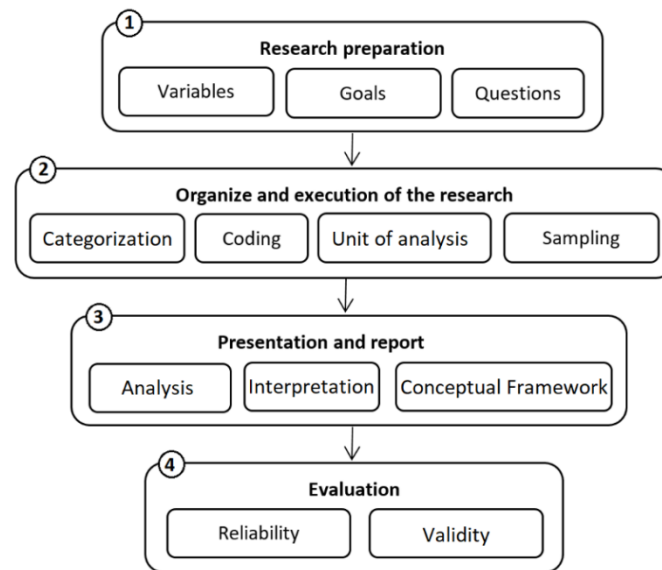 1
Research preparation
Variables Goals Questions
2
Organize and execution of the research
Categorization Coding Unit of analysis Sampling
3
Presentation and report
Analysis Interpretation Conceptual Framework
4
Evaluation
Reliability Validity